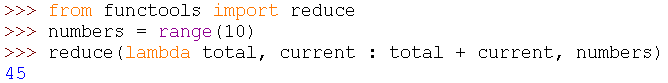 >>> from functools import reduce
>>> numbers = range(10)
>>> reduce(lambda total, current : total + current, numbers)
45